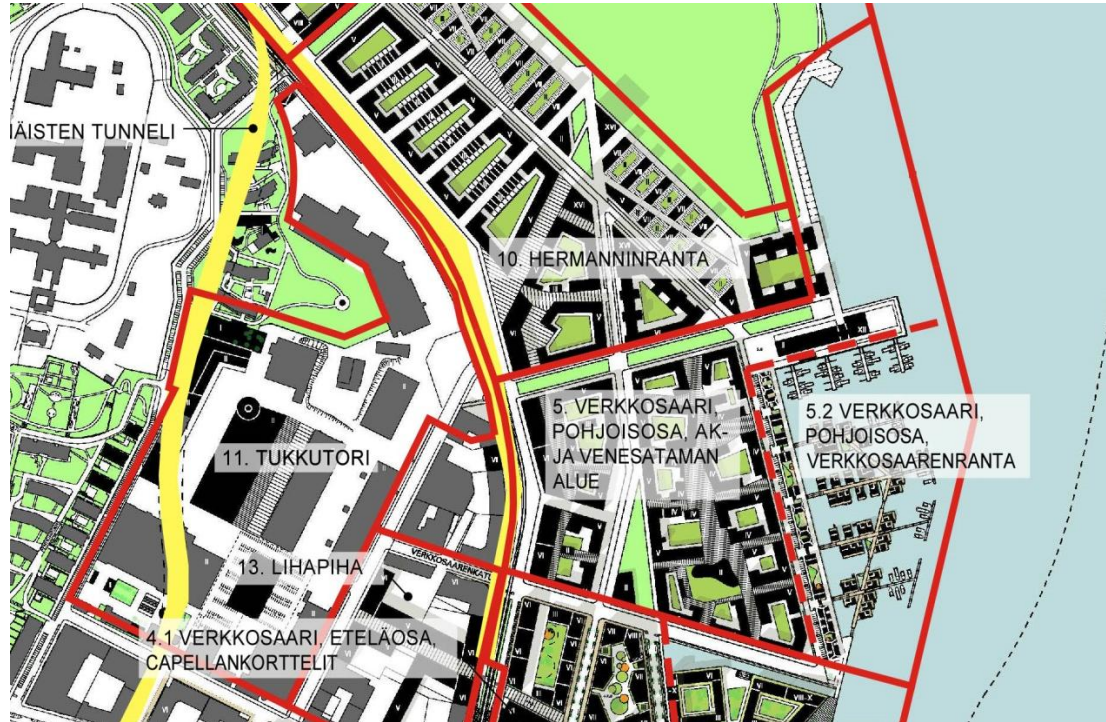 ÄISTEN TUNNELI
10. HERMANNINRANTA
5. VERKKOSAARI,
POHJOISOSA, AK-
JA VENESATAMAN
ALUE
5.2 VERKKOSAARI,
POHJOISOSA,
VERKKOSAARENRANTA
11. TUKKUTORI
VERKKOSAARENKATU
13. LIHAPIHA
4.1 VERKKOSAARI, ETELÄOSA,
CAPELLANKORTTELIT